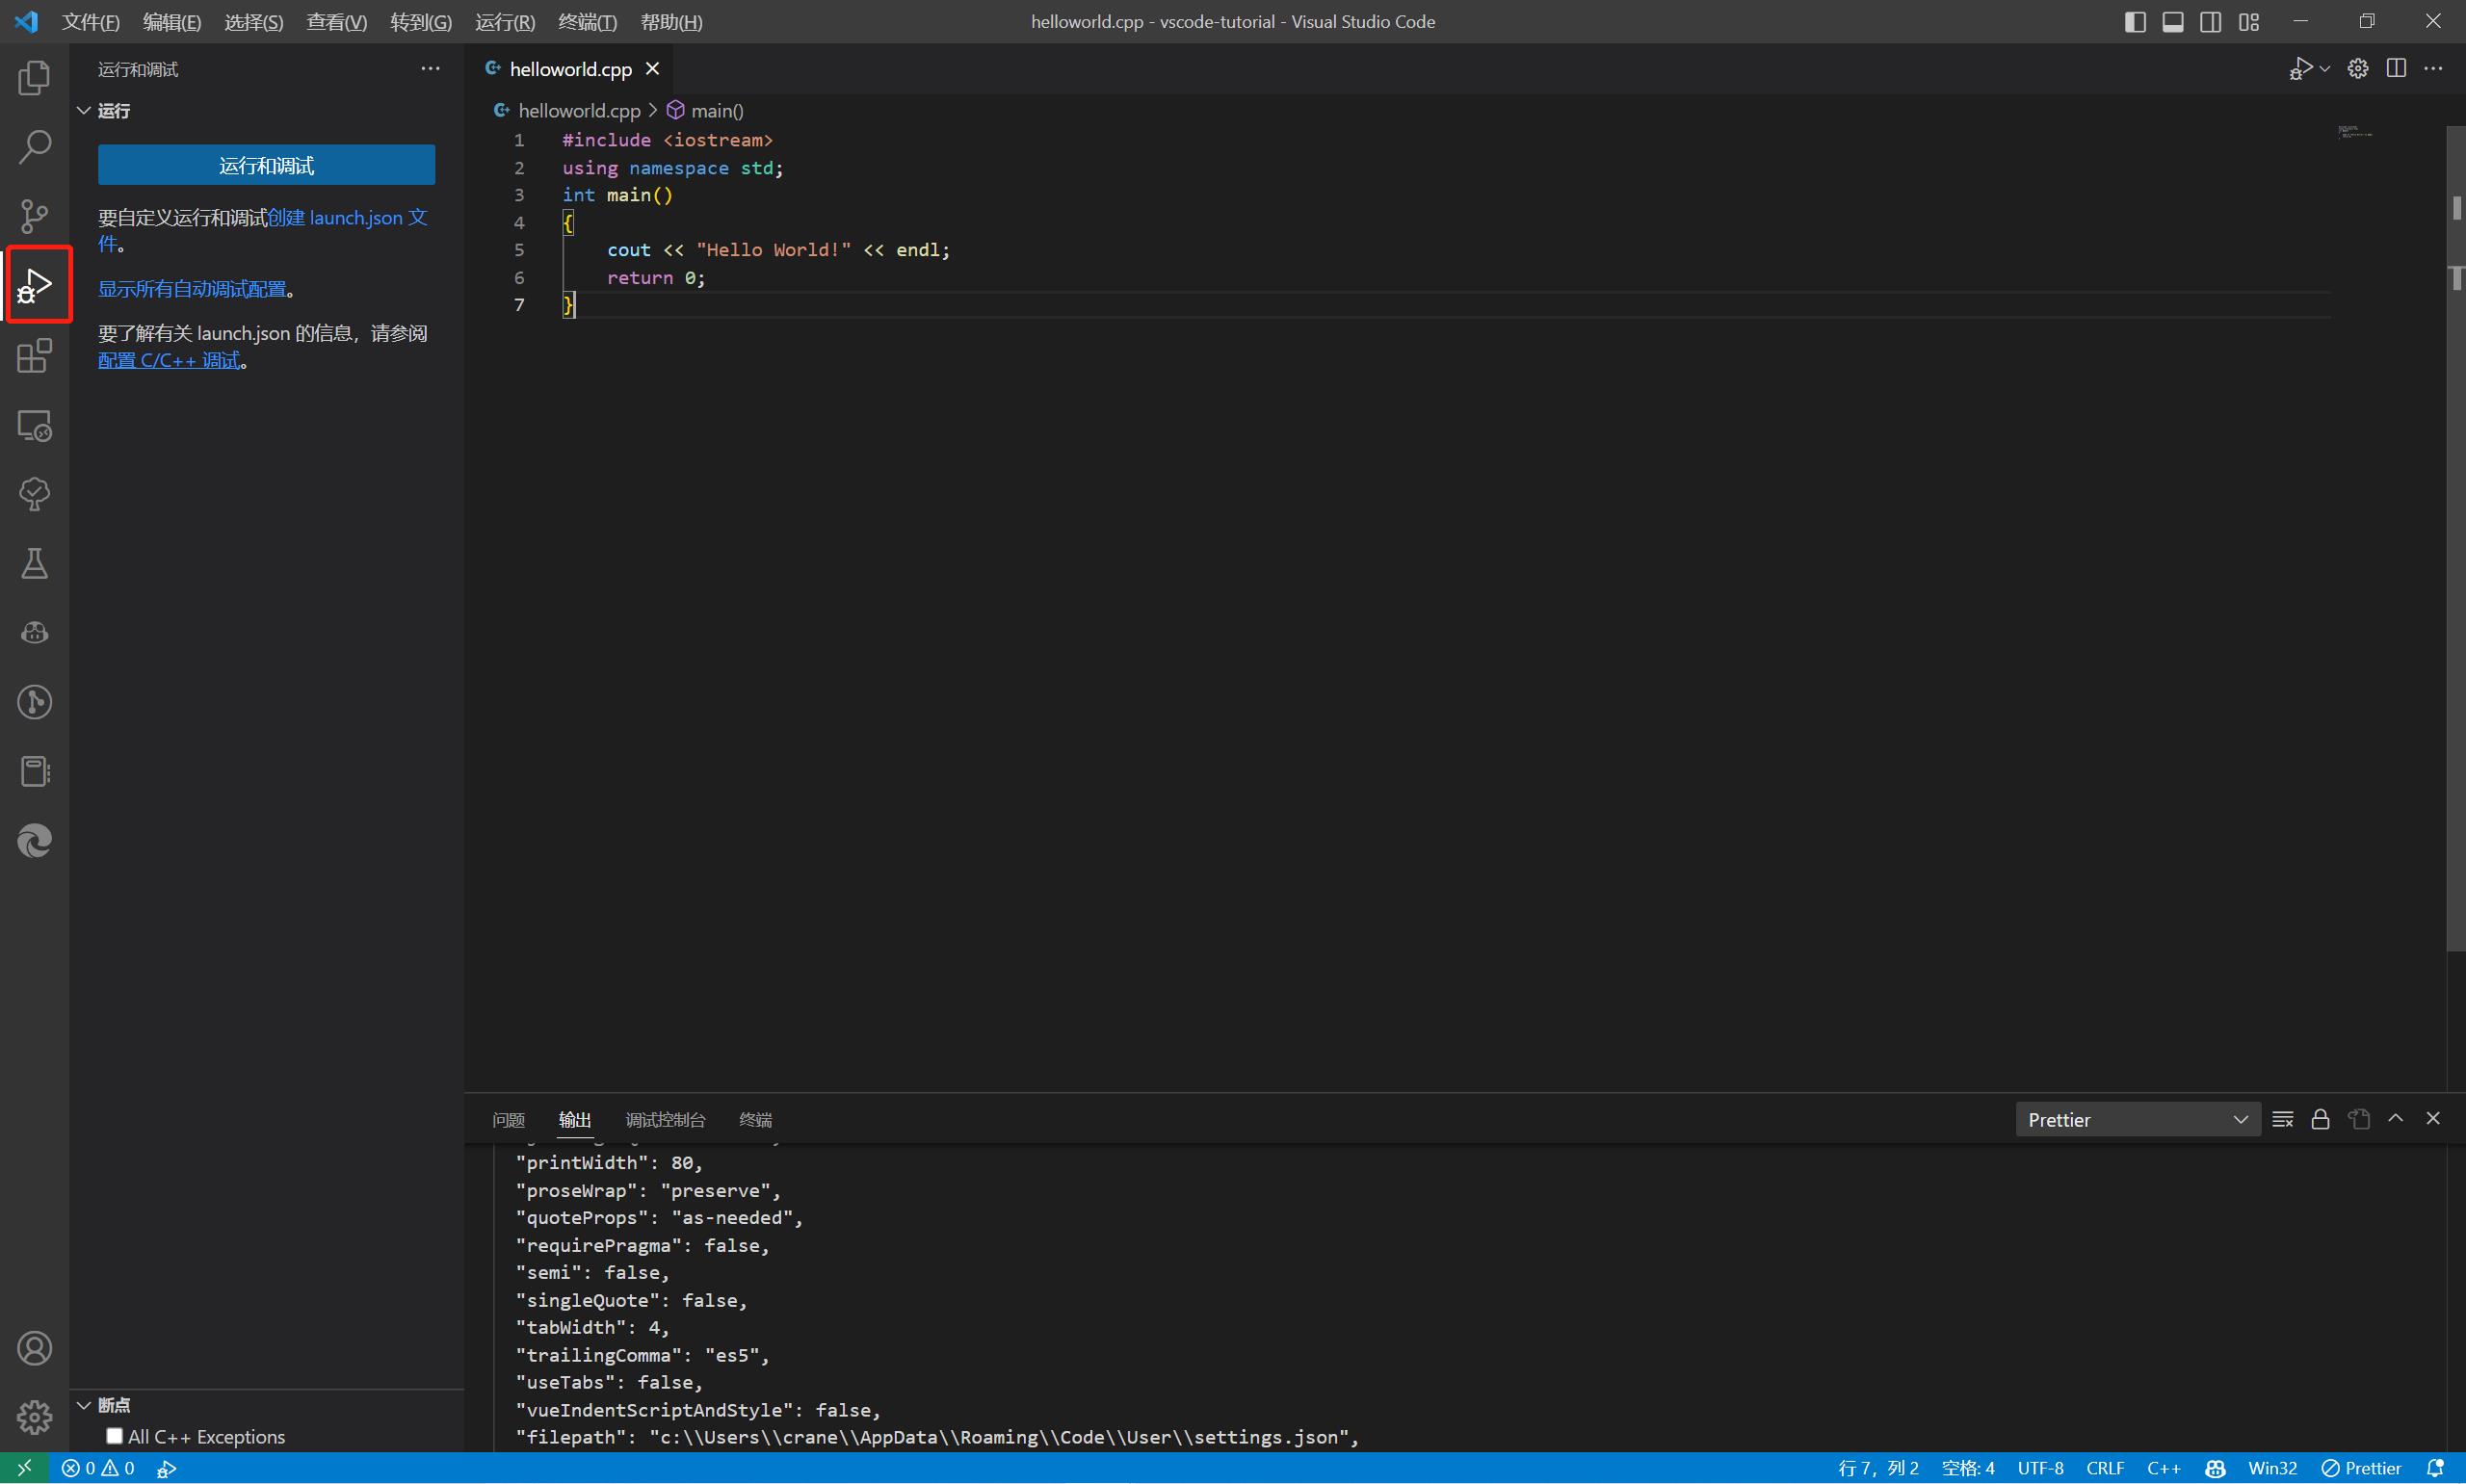 文件(F) 编辑(E) 选择(S) 查看(V) 转到(G) 运行(R) 终端(T) 帮助(H) helloworld.cpp - vscode-tutorial - Visual Studio Code
运行和调试
运行
运行和调试
要自定义运行和调试创建 launch.json 文
件。
显示所有自动调试配置。
要了解有关 launch.json 的信息，请参阅
配置 C/C++ 调试。
断点
All C++ Exceptions
helloworld.cpp
helloworld.cpp main()
1 #include <iostream>
2 using namespace std;
3 int main()
4 {
5 cout << "Hello World!" << endl;
6 return 0;
7 }
问题 输出 调试控制台 终端 Prettier
"printWidth": 80,
"proseWrap": "preserve",
"quoteProps": "as-needed",
"requirePragma": false,
"semi": false,
"singleQuote": false,
"tabWidth": 4,
"trailingComma": "es5",
"useTabs": false,
"vueIndentScriptAndStyle": false,
"filepath": "c:\\Users\\crane\\AppData\\Roaming\\Code\\User\\settings.json",
0 0 行 7，列 2 空格: 4 UTF-8 CRLF C++ Win32 Prettier